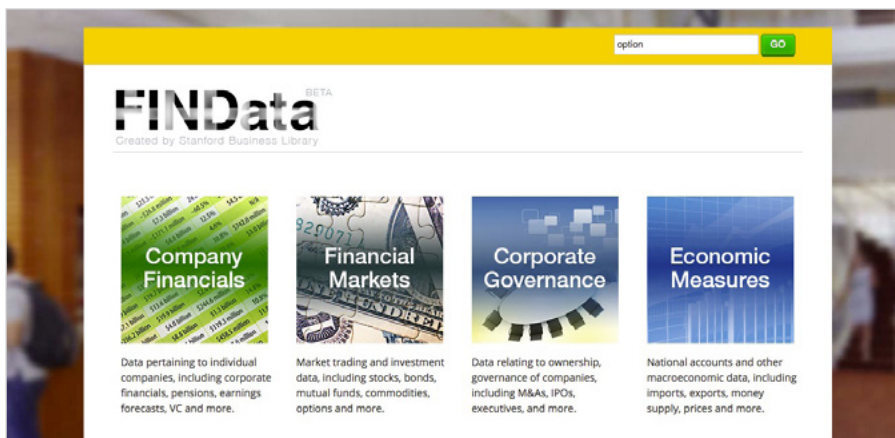 option
GO
FINData
BETA
Created by Stanford Business Library
Company
Financials
Financial
Markets
Corporate
Governance
Economic
Measures
Data pertaining to individual
companies, including corporate
financials, pensions, earnings
forecasts, VC and more.
Market trading and investment
data, including stocks, bonds,
mutual funds, commodities,
options and more.
Data relating to ownership,
governance of companies,
including M&As, IPOs,
executives, and more.
National accounts and other
macroeconomic data, including
imports, exports, money
supply, prices and more.